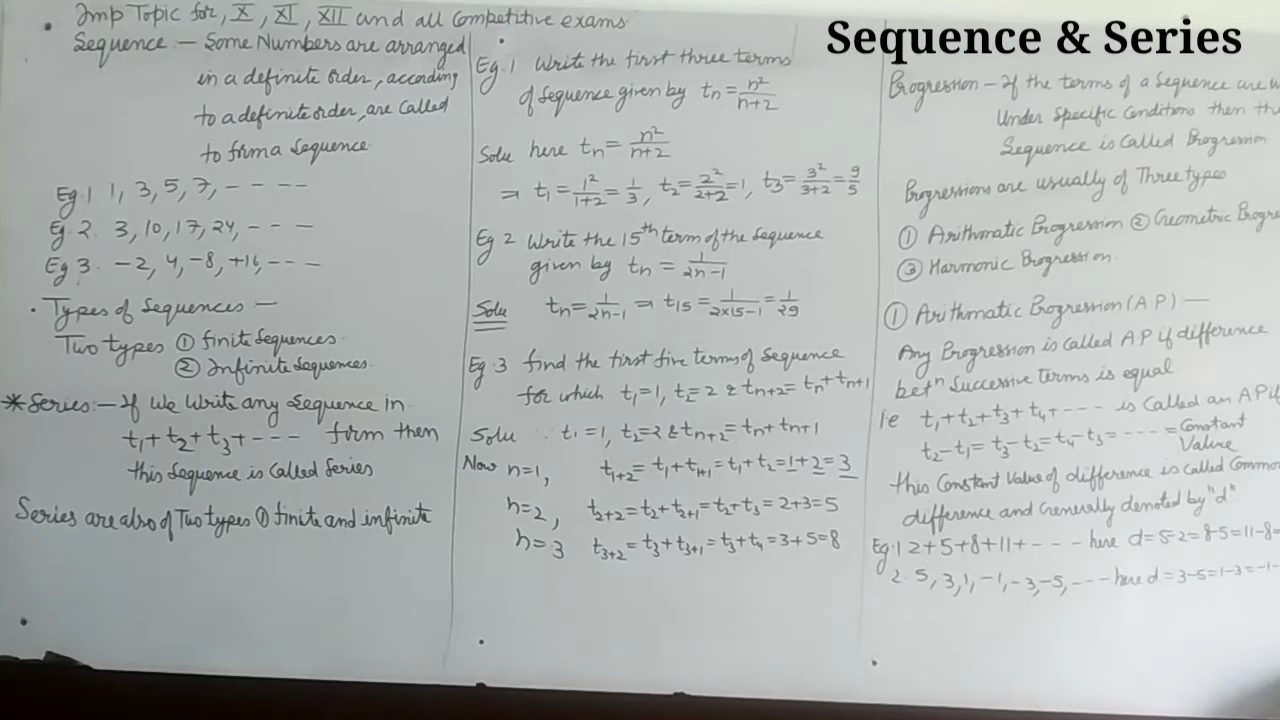 Sequence & Series
• Imp Topic for, X, XI, XII and all Competitive exams.
Sequence — Some Numbers are arranged
in a definite order, according
to a definite order, are called
to form a Sequence.
Eg.1 1, 3, 5, 7, - - - -
Eg. 2. 3, 10, 17, 24, - - -
Eg 3. -2, 4, -8, +16, - - -
• Types of Sequences :-
Two types ① finite Sequences.
② Infinite Sequences.
* Series:- If We Write any Sequence in
t₁ + t₂ + t₃ + - - - form then
this Sequence is Called Series
Series are also of Two types ① finite and infinite
Eg.1 Write the first three terms
of Sequence given by tn = n²/(n+2)
Solu here tn = n²/(n+2)
⇒ t₁ = 1²/(1+2) = 1/3, t₂ = 2²/(2+2) = 1, t₃ = 3²/(3+2) = 9/5
Eg 2 Write the 15th term of the Sequence
given by tn = 1/(2n-1)
Solu tn = 1/(2n-1) ⇒ t15 = 1/(2×15-1) = 1/29
Eg.3 find the first five terms of Sequence
for which t₁=1, t₂=2 & tn+2 = tn + tn+1
Solu ∵ t₁=1, t₂=2 & tn+2 = tn + tn+1
Now n=1, t1+2 = t₁ + t1+1 = t₁ + t₂ = 1+2 = 3
n=2, t2+2 = t₂ + t2+1 = t₂ + t₃ = 2+3 = 5
n=3 t3+2 = t₃ + t3+1 = t₃ + t₄ = 3+5 = 8
Progression — If the terms of a Sequence are
Under Specific Conditions then
Sequence is Called Progression
Progressions are usually of Three types
① Arithmatic Progression ② Geometric
③ Harmonic Progression.
① Arithmatic Progression (A.P) —
Any Progression is called A.P if difference
betn Successive terms is equal
ie t₁ + t₂ + t₃ + t₄ + - - - - is Called an A P if
t₂ - t₁ = t₃ - t₂ = t₄ - t₃ = - - - - = Constant Value
this Constant Value of difference is called Common
difference and Generally denoted by "d"
Eg.1 2+5+8+11+ - - - - here d = 5-2 = 8-5 = 11-8
2. 5, 3, 1, -1, -3, -5, - - - here d = 3-5 = 1-3 = -1-